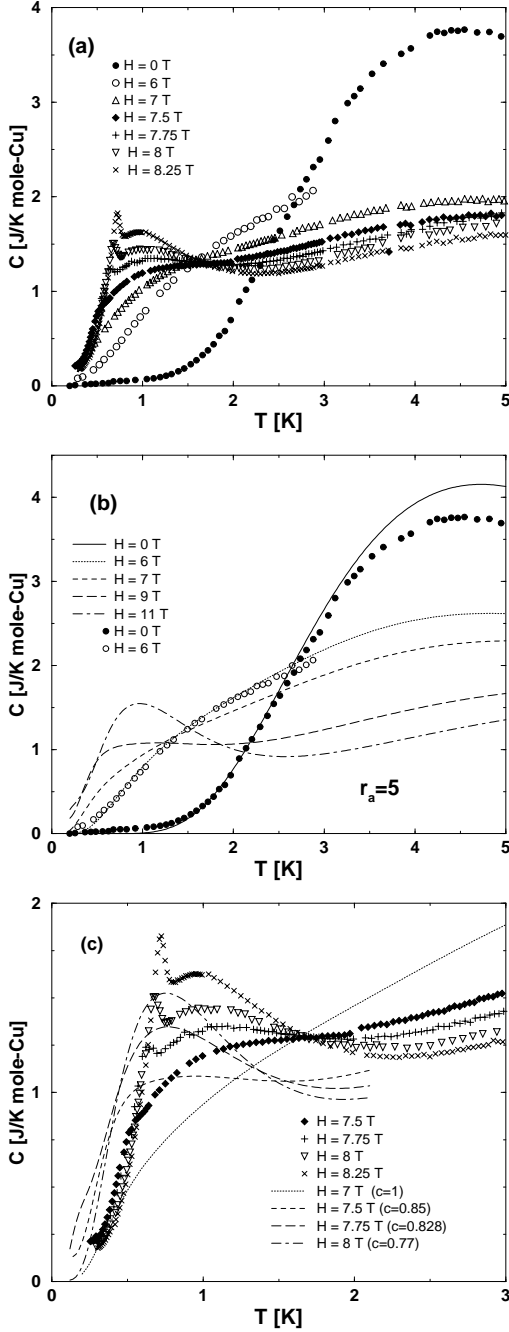 (a)
H = 0 T
H = 6 T
H = 7 T
H = 7.5 T
H = 7.75 T
H = 8 T
H = 8.25 T
C [J/K mole-Cu]
4
3
2
1
0
0 1 2 3 4 5
T [K]
(b)
H = 0 T
H = 6 T
H = 7 T
H = 9 T
H = 11 T
H = 0 T
H = 6 T
C [J/K mole-Cu]
4
3
2
1
0
rₐ=5
0 1 2 3 4 5
T [K]
(c)
C [J/K mole-Cu]
2
1
0
H = 7.5 T
H = 7.75 T
H = 8 T
H = 8.25 T
H = 7 T (c=1)
H = 7.5 T (c=0.85)
H = 7.75 T (c=0.828)
H = 8 T (c=0.77)
0 1 2 3
T [K]